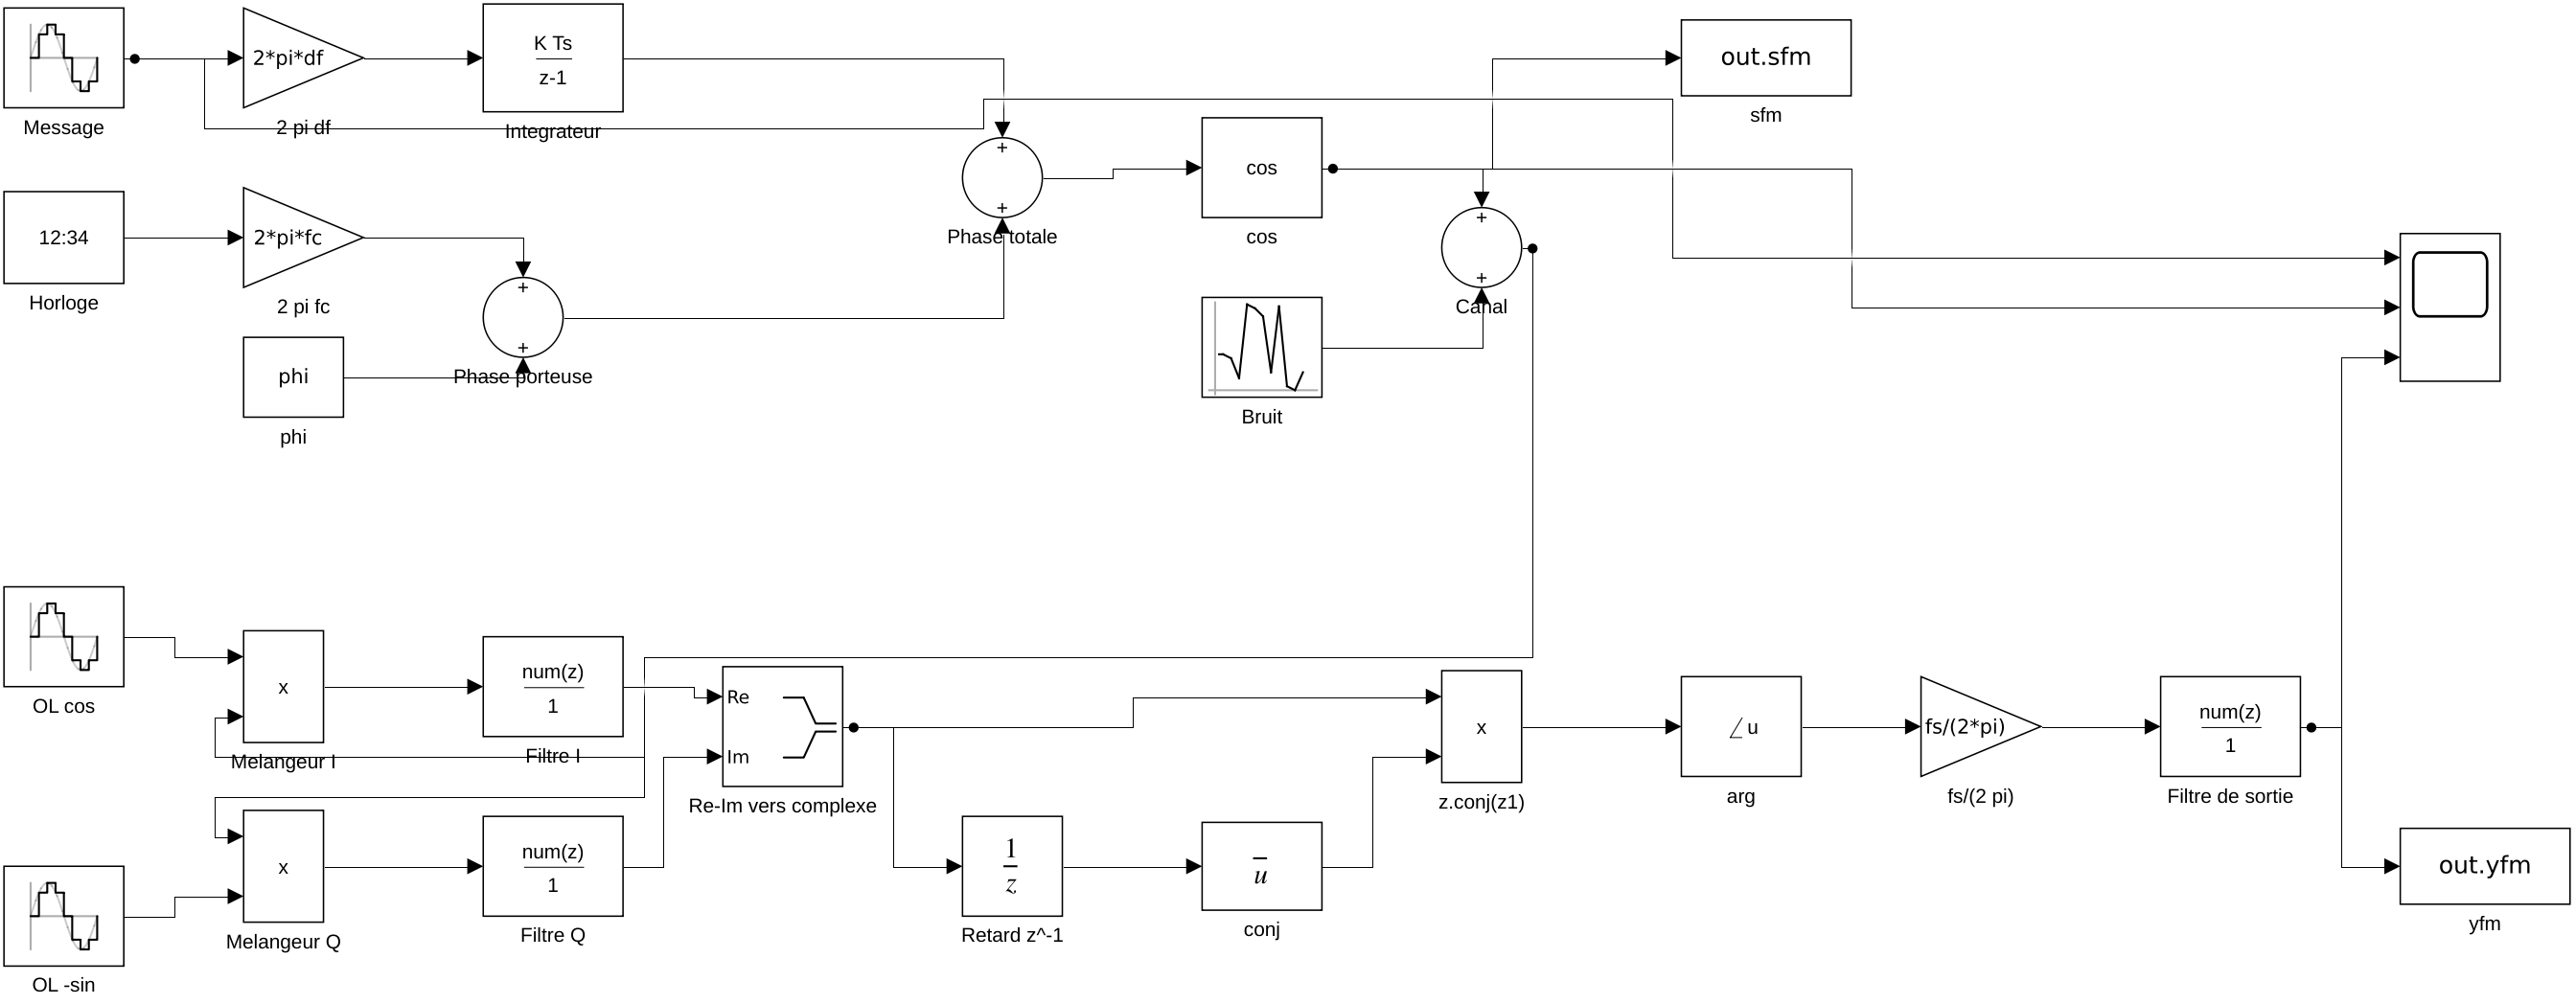 2*pi*df
K Ts
z-1
out.sfm
Message
2 pi df
Integrateur
sfm
+
+
cos
12:34
2*pi*fc
Phase totale
cos
+
+
Horloge
2 pi fc
Canal
+
+
phi
Phase porteuse
phi
Bruit
OL cos
x
num(z)
1
Re
Im
x
∠u
fs/(2*pi)
num(z)
1
Melangeur I
Filtre I
Re-Im vers complexe
z.conj(z1)
arg
fs/(2 pi)
Filtre de sortie
x
num(z)
1
1
z
u
out.yfm
Melangeur Q
Filtre Q
Retard z^-1
conj
yfm
OL -sin